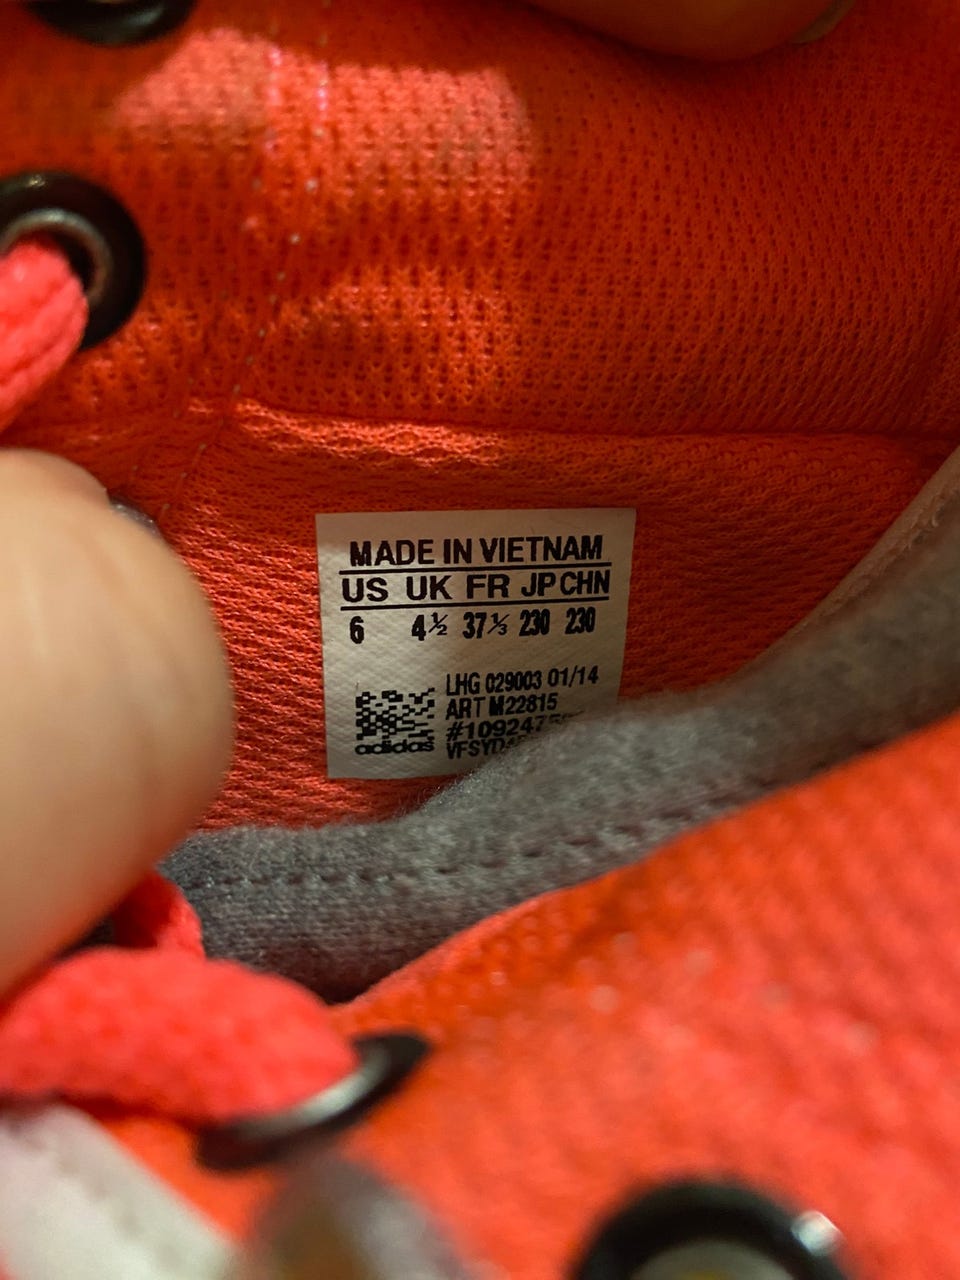 MADE IN VIETNAM
US UK FR JP CHN
6 4½ 37⅓ 230 230
LHG 029003 01/14
ART M22815
adidas